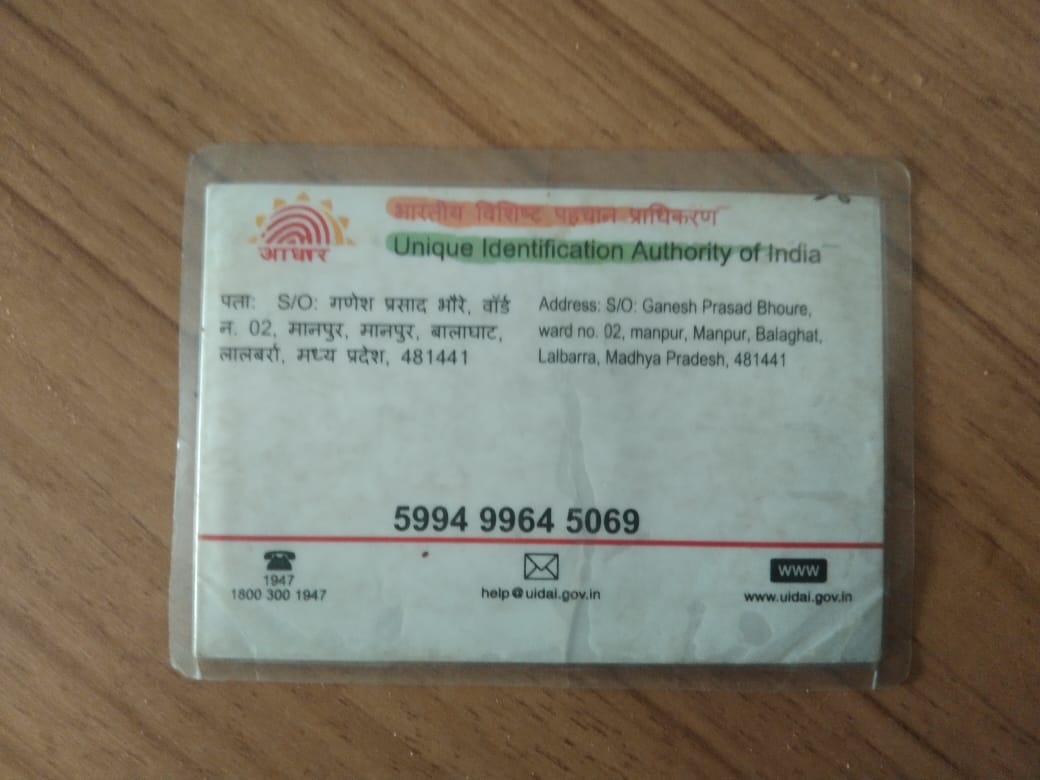 आधार
भारतीय विशिष्ट पहचान प्राधिकरण
Unique Identification Authority of India
पता: S/O: गणेश प्रसाद भौरे, वॉर्ड
न. 02, मानपुर, मानपुर, बालाघाट,
लालबर्रा, मध्य प्रदेश, 481441
Address: S/O: Ganesh Prasad Bhoure,
ward no. 02, manpur, Manpur, Balaghat,
Lalbarra, Madhya Pradesh, 481441
5994 9964 5069
1947
1800 300 1947
help@uidai.gov.in
www
www.uidai.gov.in